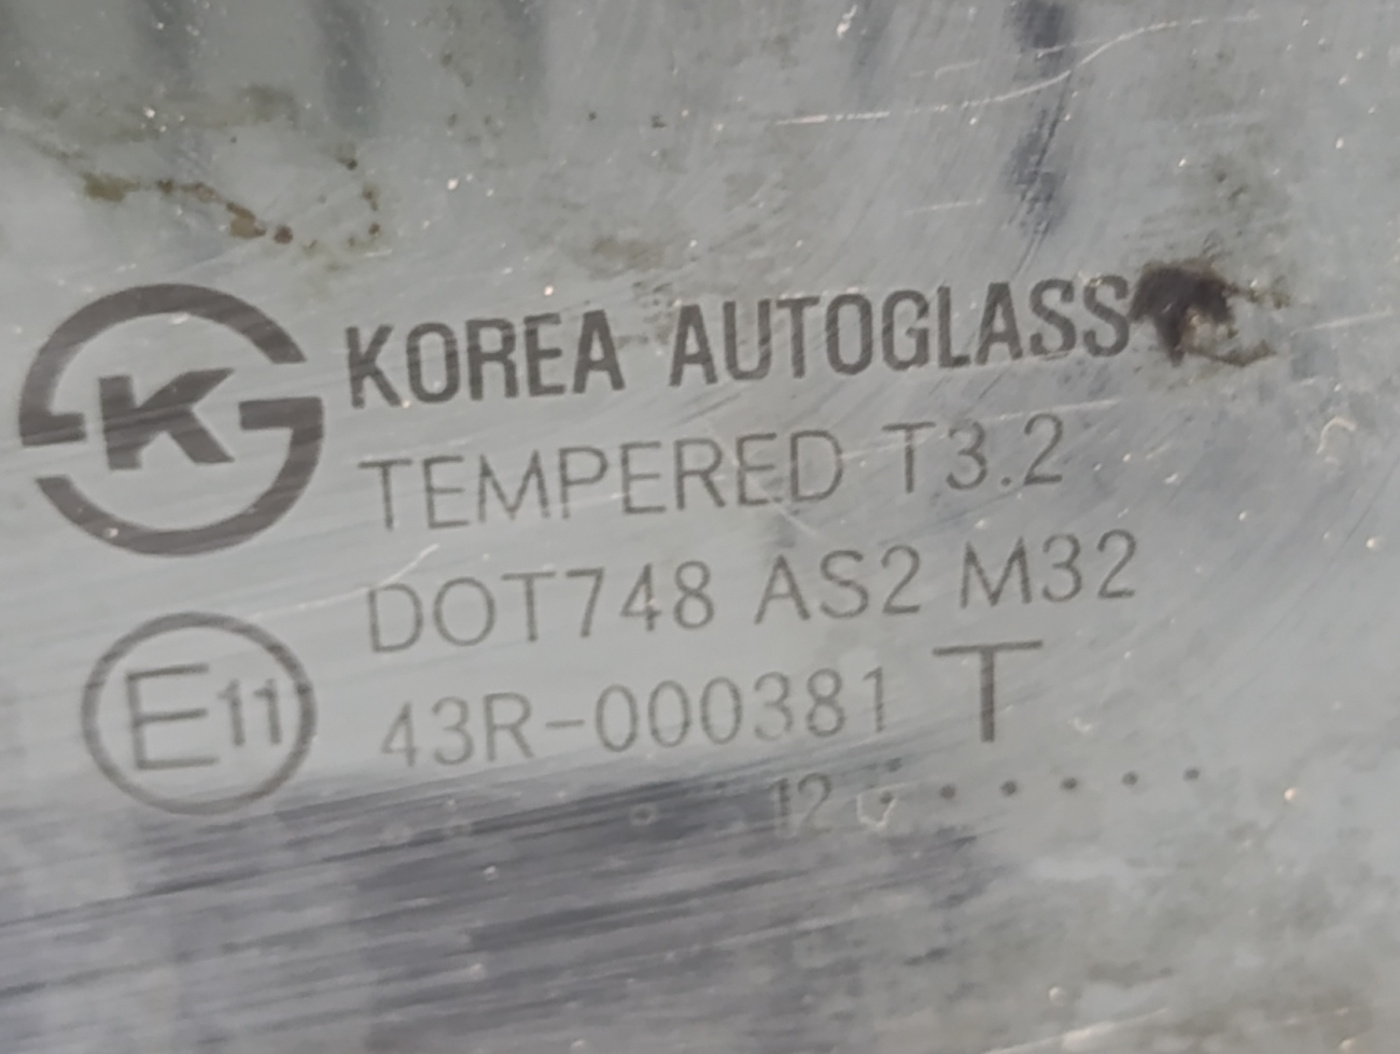 K KOREA AUTOGLASS
TEMPERED T3.2
DOT748 AS2 M32
E11 43R-000381 T
12 . . . . . .